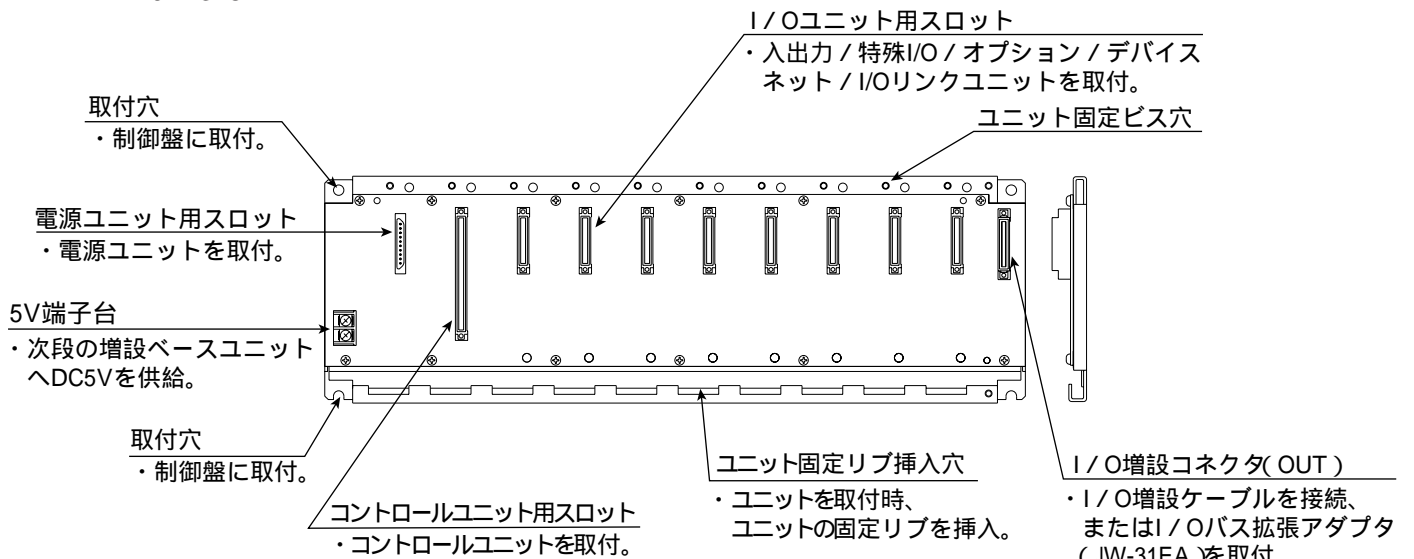 I / Oユニット用スロット
・入出力 / 特殊I/O / オプション / デバイス
ネット / I/Oリンクユニットを取付。
取付穴
・制御盤に取付。
ユニット固定ビス穴
電源ユニット用スロット
・電源ユニットを取付。
5V端子台
・次段の増設ベースユニット
へDC5Vを供給。
取付穴
・制御盤に取付。
コントロールユニット用スロット
・コントロールユニットを取付。
ユニット固定リブ挿入穴
・ユニットを取付時、
ユニットの固定リブを挿入。
I / O増設コネクタ( OUT )
・I / O増設ケーブルを接続、
またはI / Oバス拡張アダプタ
( JW-31EA )を取付